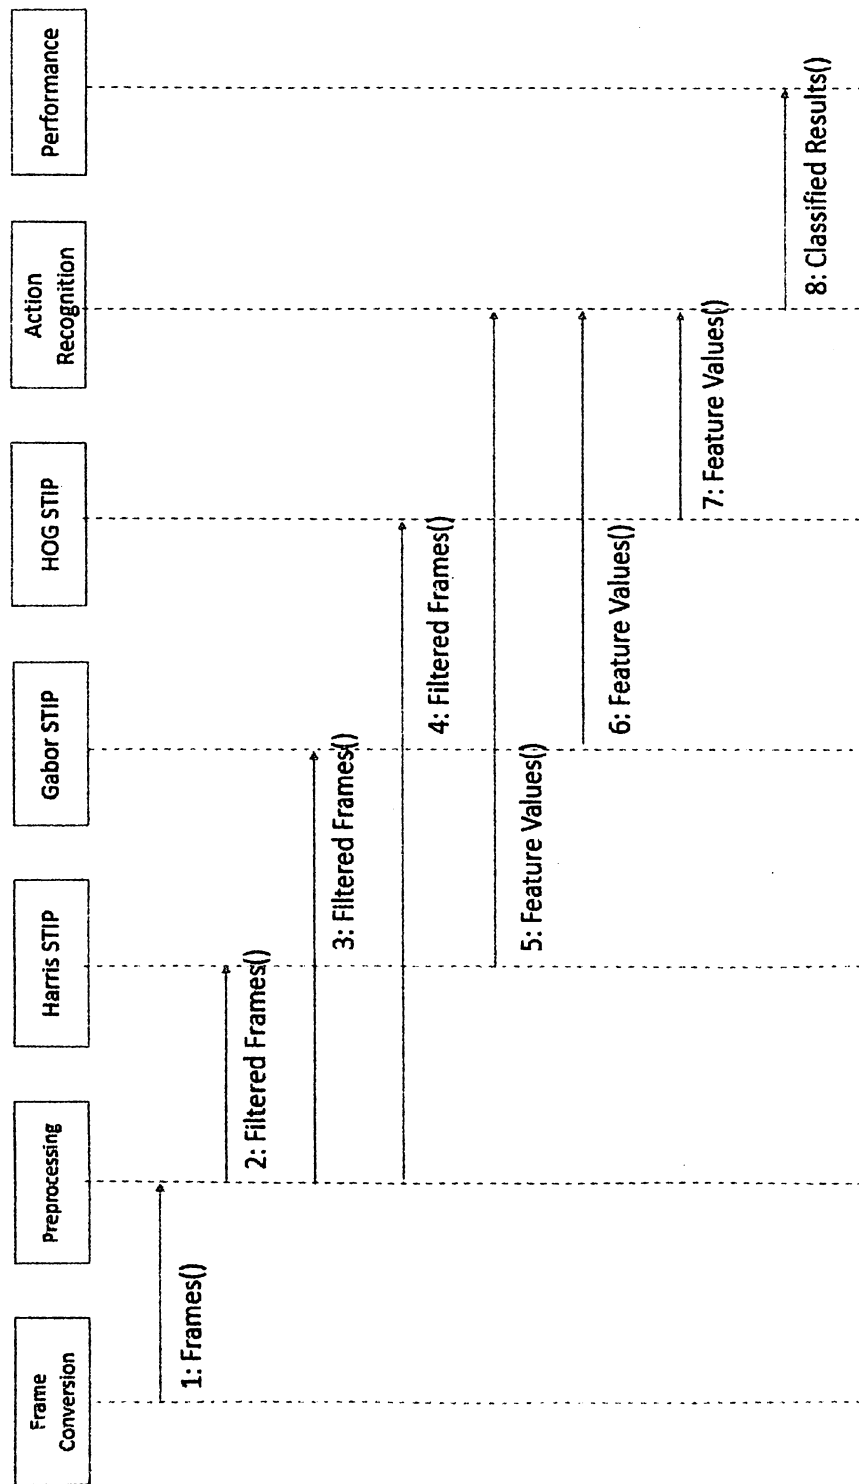 Frame
Conversion
Preprocessing
Harris STIP
Gabor STIP
HOG STIP
Action
Recognition
Performance
1: Frames()
2: Filtered Frames()
3: Filtered Frames()
4: Filtered Frames()
5: Feature Values()
6: Feature Values()
7: Feature Values()
8: Classified Results()